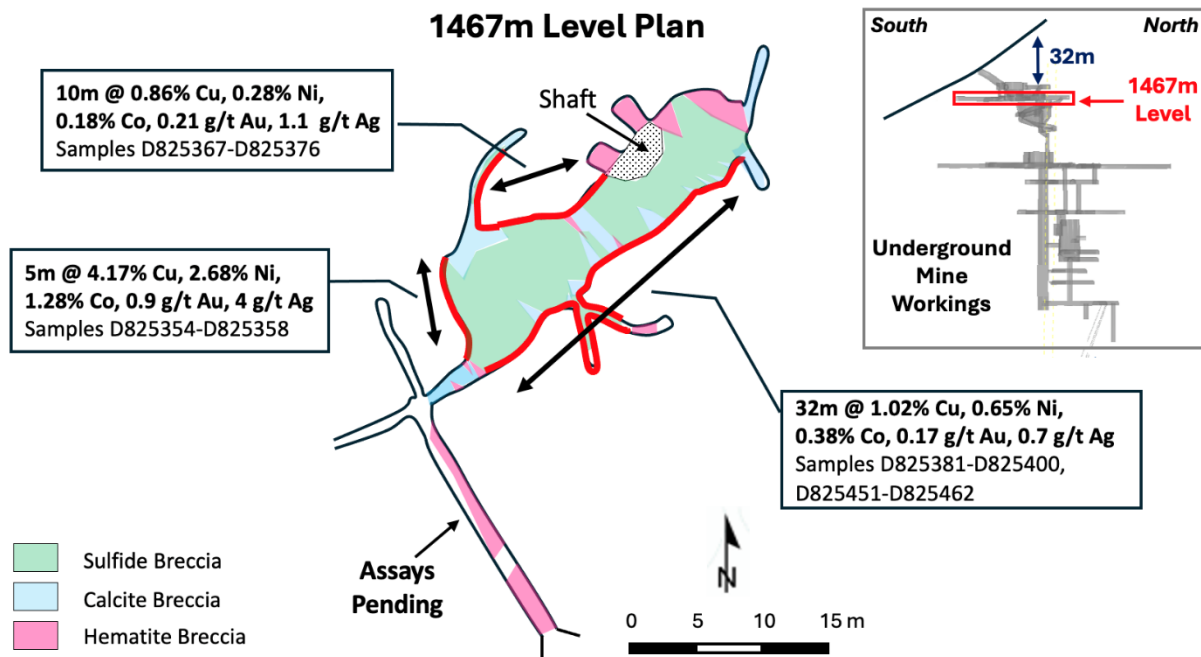 1467m Level Plan
10m @ 0.86% Cu, 0.28% Ni,
0.18% Co, 0.21 g/t Au, 1.1 g/t Ag
Samples D825367-D825376
Shaft
5m @ 4.17% Cu, 2.68% Ni,
1.28% Co, 0.9 g/t Au, 4 g/t Ag
Samples D825354-D825358
32m @ 1.02% Cu, 0.65% Ni,
0.38% Co, 0.17 g/t Au, 0.7 g/t Ag
Samples D825381-D825400,
D825451-D825462
South
North
32m
1467m
Level
Underground
Mine
Workings
Assays
Pending
Sulfide Breccia
Calcite Breccia
Hematite Breccia
N
0 5 10 15 m